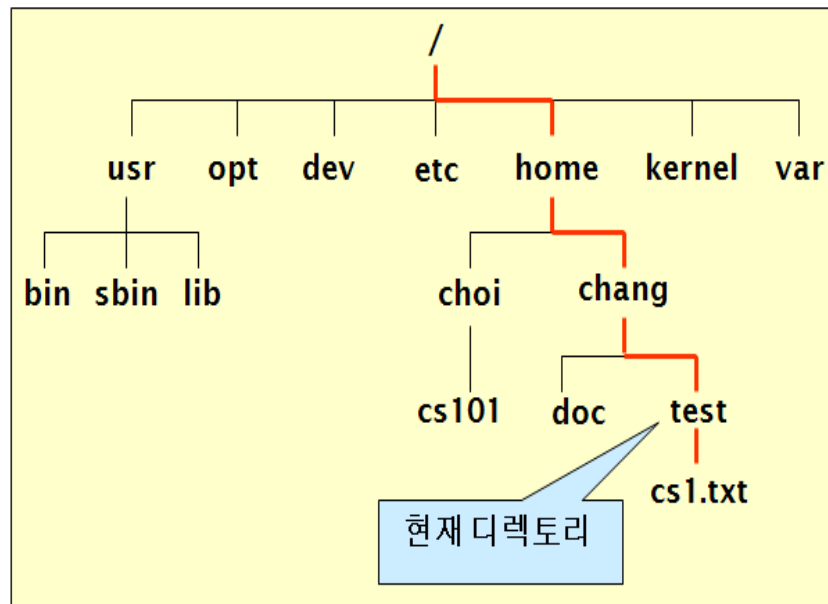 /
usr opt dev etc home kernel var
bin sbin lib choi chang
cs101 doc test
cs1.txt
현재 디렉토리